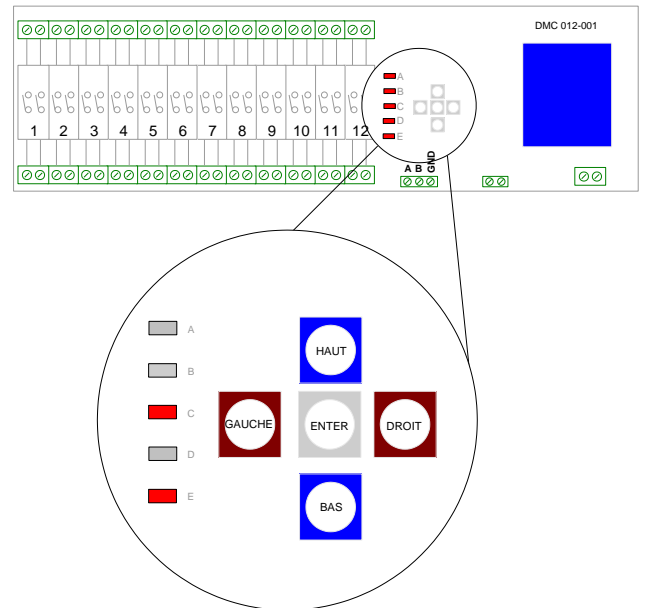 DMC 012-001
A
B
C
D
E
1 2 3 4 5 6 7 8 9 10 11 12
A B GND
A
B
C
D
E
HAUT
GAUCHE ENTER DROIT
BAS